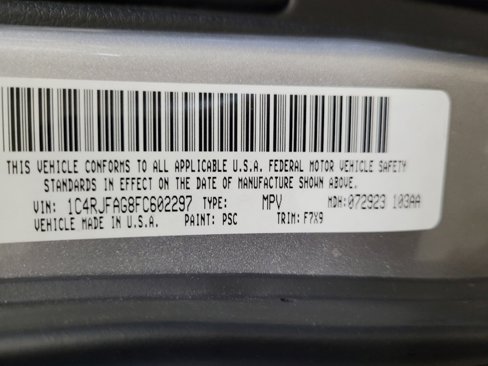 THIS VEHICLE CONFORMS TO ALL APPLICABLE U.S.A. FEDERAL MOTOR VEHICLE SAFETY
STANDARDS IN EFFECT ON THE DATE OF MANUFACTURE SHOWN ABOVE.
VIN: 1C4RJFAG8FC602297 TYPE: MPV MDH: 072923 103AA
VEHICLE MADE IN U.S.A. PAINT: PSC TRIM: F7X9